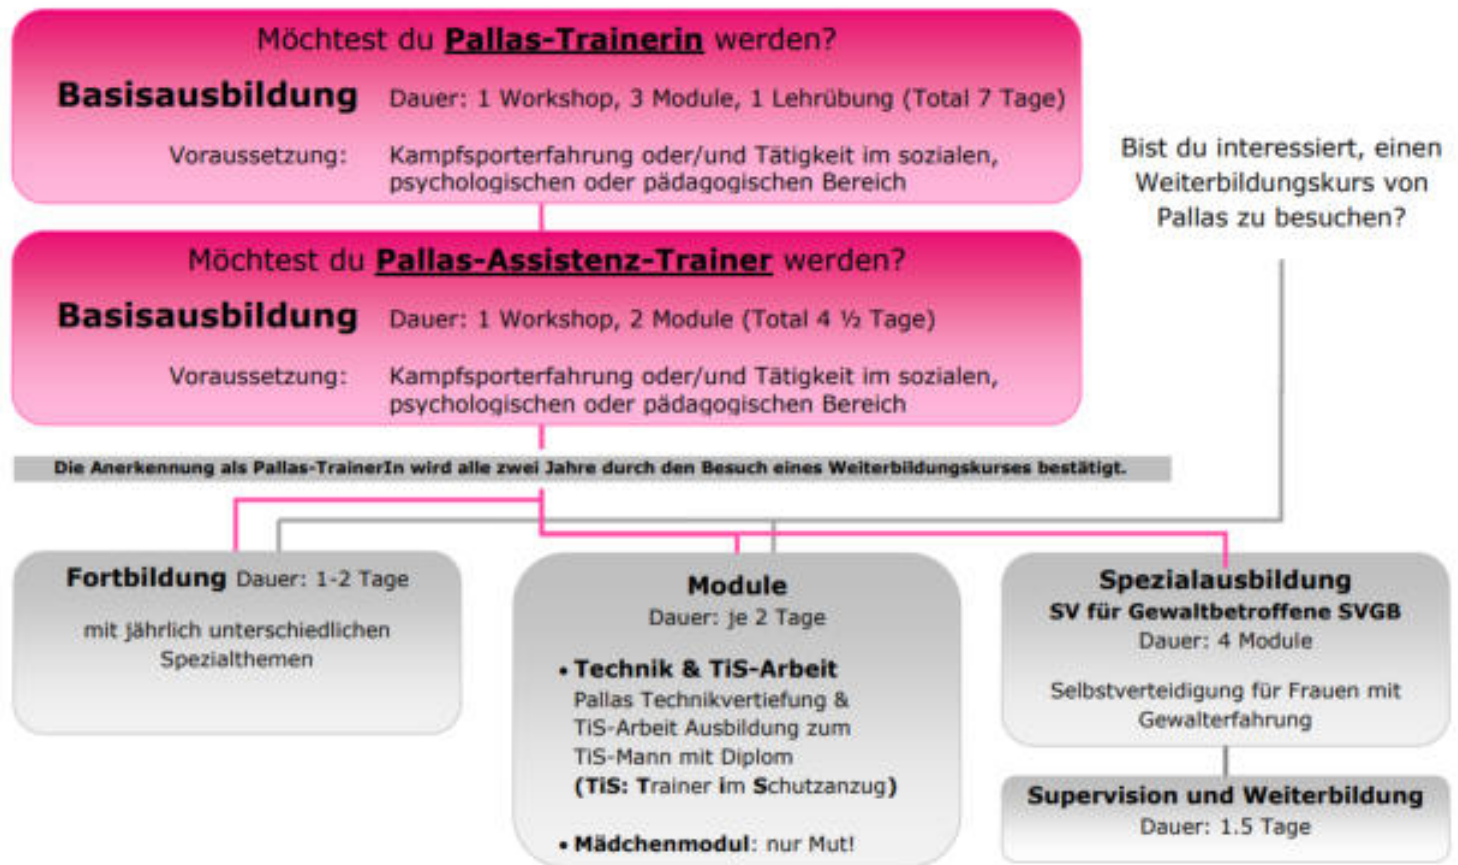 Möchtest du Pallas-Trainerin werden?
Basisausbildung Dauer: 1 Workshop, 3 Module, 1 Lehrübung (Total 7 Tage)
Voraussetzung: Kampfsporterfahrung oder/und Tätigkeit im sozialen,
psychologischen oder pädagogischen Bereich
Bist du interessiert, einen
Weiterbildungskurs von
Pallas zu besuchen?
Möchtest du Pallas-Assistenz-Trainer werden?
Basisausbildung Dauer: 1 Workshop, 2 Module (Total 4 ½ Tage)
Voraussetzung: Kampfsporterfahrung oder/und Tätigkeit im sozialen,
psychologischen oder pädagogischen Bereich
Die Anerkennung als Pallas-TrainerIn wird alle zwei Jahre durch den Besuch eines Weiterbildungskurses bestätigt.
Fortbildung Dauer: 1-2 Tage
mit jährlich unterschiedlichen
Spezialthemen
Module
Dauer: je 2 Tage
• Technik & TiS-Arbeit
Pallas Technikvertiefung &
TiS-Arbeit Ausbildung zum
TiS-Mann mit Diplom
(TiS: Trainer im Schutzanzug)
• Mädchenmodul: nur Mut!
Spezialausbildung
SV für Gewaltbetroffene SVGB
Dauer: 4 Module
Selbstverteidigung für Frauen mit
Gewalterfahrung
Supervision und Weiterbildung
Dauer: 1.5 Tage